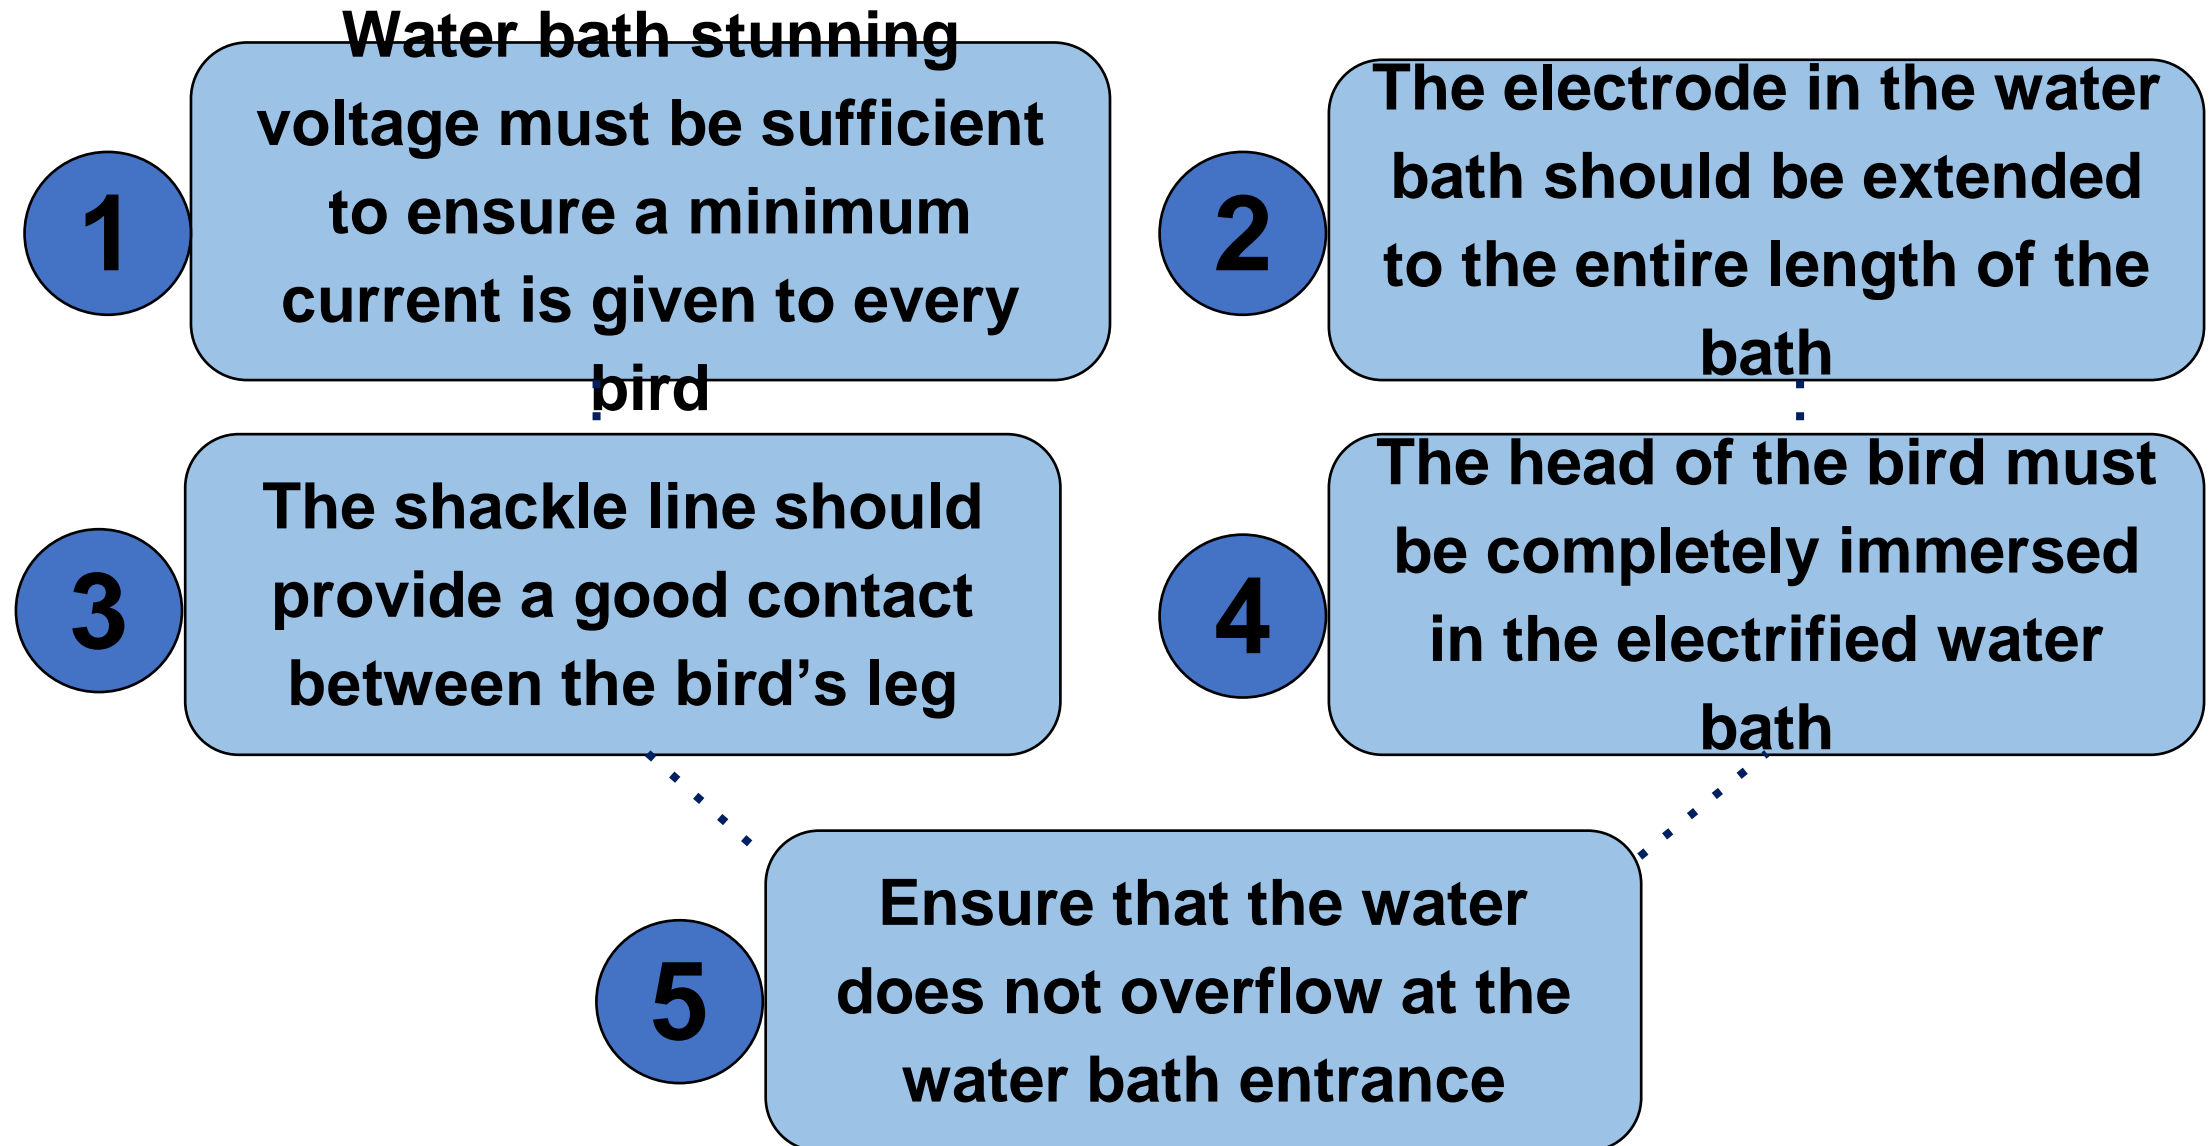 1
Water bath stunning
voltage must be sufficient
to ensure a minimum
current is given to every
bird
2
The electrode in the water
bath should be extended
to the entire length of the
bath
3
The shackle line should
provide a good contact
between the bird’s leg
4
The head of the bird must
be completely immersed
in the electrified water
bath
5
Ensure that the water
does not overflow at the
water bath entrance